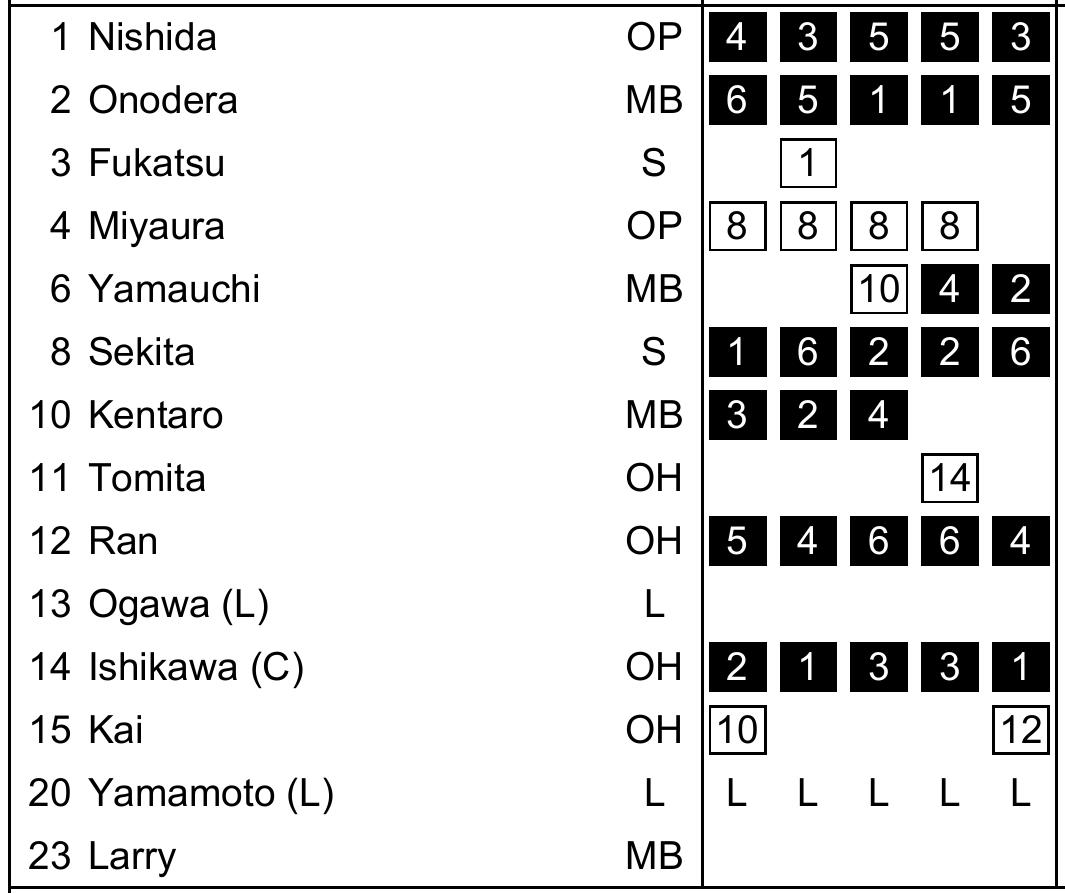 1 Nishida OP 4 3 5 5 3
2 Onodera MB 6 5 1 1 5
3 Fukatsu S 1
4 Miyaura OP 8 8 8 8
6 Yamauchi MB 10 4 2
8 Sekita S 1 6 2 2 6
10 Kentaro MB 3 2 4
11 Tomita OH 14
12 Ran OH 5 4 6 6 4
13 Ogawa (L) L
14 Ishikawa (C) OH 2 1 3 3 1
15 Kai OH 10 12
20 Yamamoto (L) L L L L L L
23 Larry MB